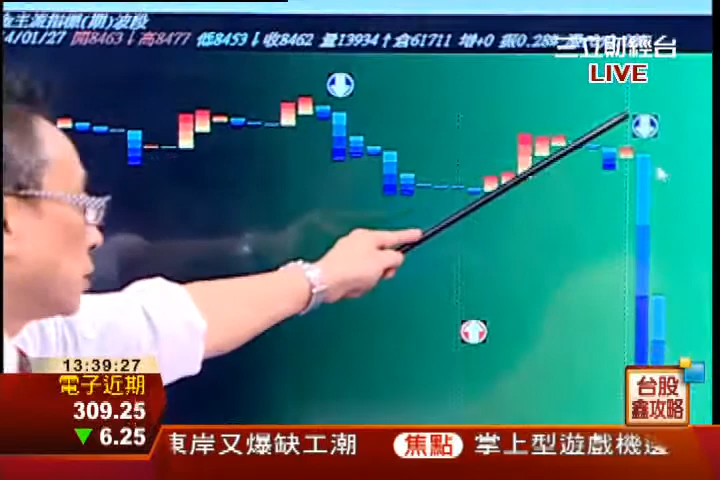 主流指標(期)波段
4/01/27 開8463↓高8477 低8453↓收8462 量13934↑倉61711 增+0 振0.288
三立財經台
LIVE
13:39:27
電子近期
309.25
▼6.25
台股
鑫攻略
東岸又爆缺工潮 焦點 掌上型遊戲機